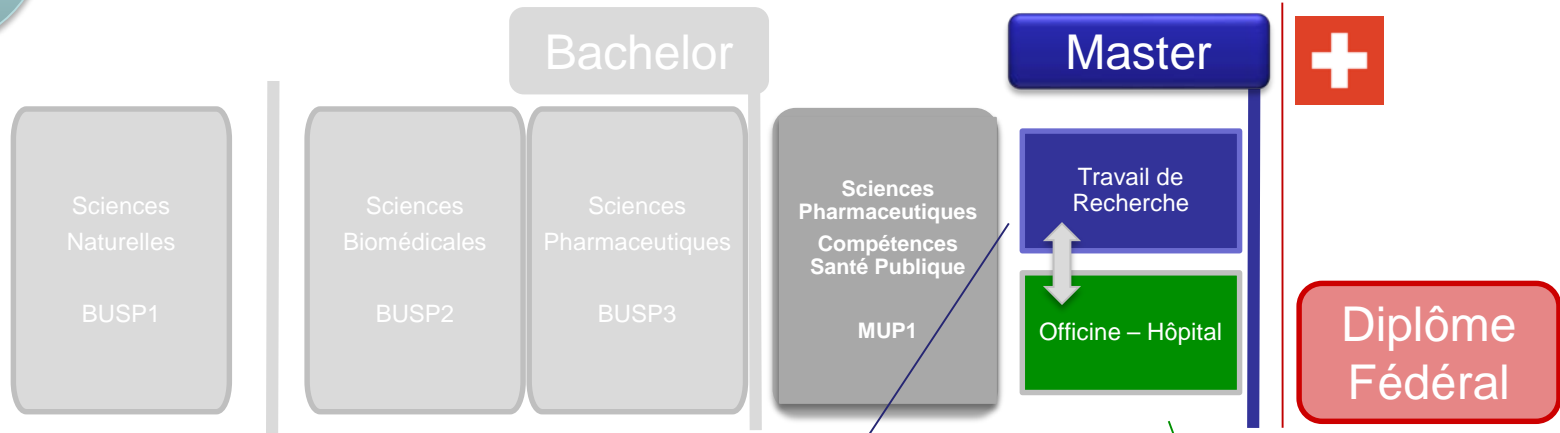 Bachelor
Master
Sciences
Naturelles
BUSP1
Sciences
Biomédicales
BUSP2
Sciences
Pharmaceutiques
BUSP3
Sciences
Pharmaceutiques
Compétences
Santé Publique
MUP1
Travail de
Recherche
Officine – Hôpital
Diplôme
Fédéral